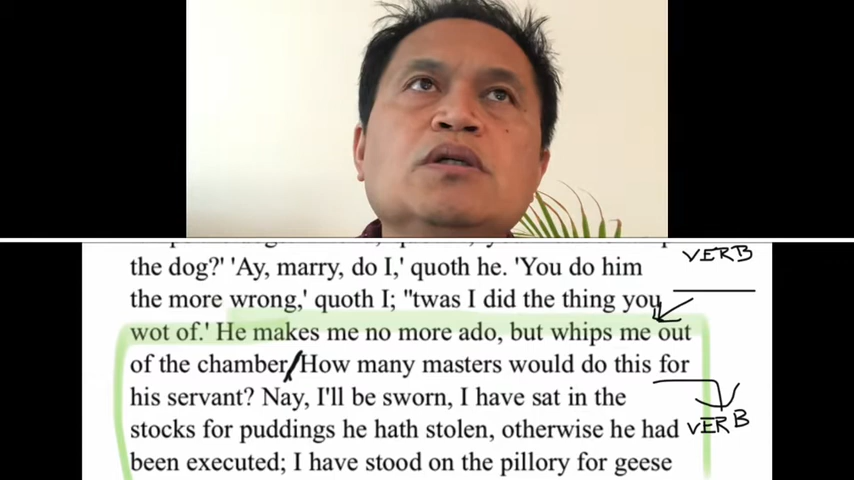 the dog?' 'Ay, marry, do I,' quoth he. 'You do him
VERB
the more wrong,' quoth I; "twas I did the thing you
wot of.' He makes me no more ado, but whips me out
of the chamber/How many masters would do this for
his servant? Nay, I'll be sworn, I have sat in the
stocks for puddings he hath stolen, otherwise he had
VERB
been executed; I have stood on the pillory for geese